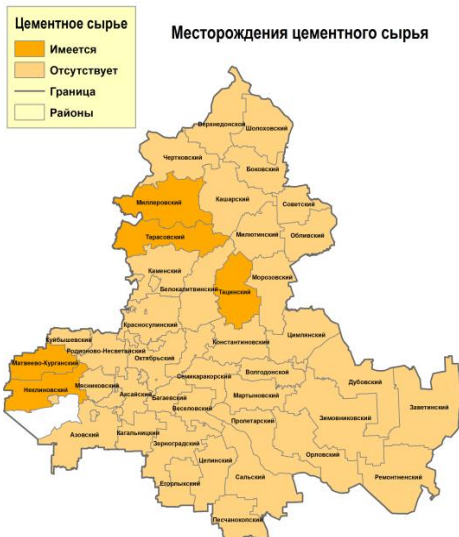 Цементное сырье
Имеется
Отсутствует
Граница
Районы
Месторождения цементного сырья
Верхнедонской
Шолоховский
Чертковский
Боковский
Миллеровский
Кашарский
Советский
Тарасовский
Милютинский
Обливский
Каменский
Белокалитвинский
Тацинский
Морозовский
Красносулинский
Константиновский
Цимлянский
Куйбышевский
Родионово-Несветайский
Октябрьский
Матвеево-Курганский
Семикаракорский
Волгодонской
Дубовский
Неклиновский
Мясниковский
Аксайский
Багаевский
Мартыновский
Заветинский
Веселовский
Зимовниковский
Пролетарский
Азовский
Кагальницкий
Зерноградский
Орловский
Целинский
Сальский
Ремонтненский
Егорлыкский
Песчанокопский